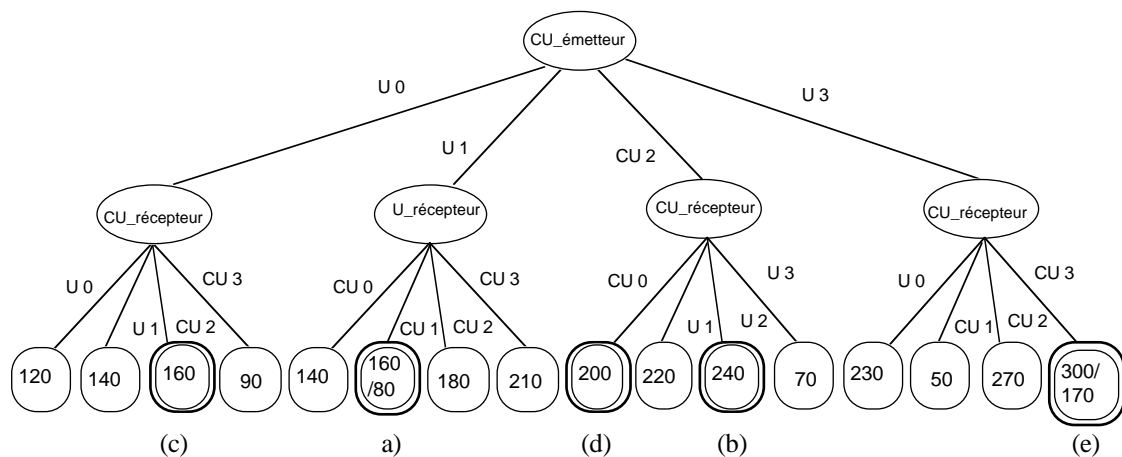 CU_émetteur
U 0
U 3
U 1
CU 2
CU_récepteur
U_récepteur
CU_récepteur
CU_récepteur
U 0
CU 3
CU 0
CU 3
CU 0
U 3
U 0
CU 3
U 1
CU 2
CU 1
CU 2
U 1
U 2
CU 1
CU 2
120
140
160
90
140
160
/80
180
210
200
220
240
70
230
50
270
300/
170
(c)
a)
(d)
(b)
(e)